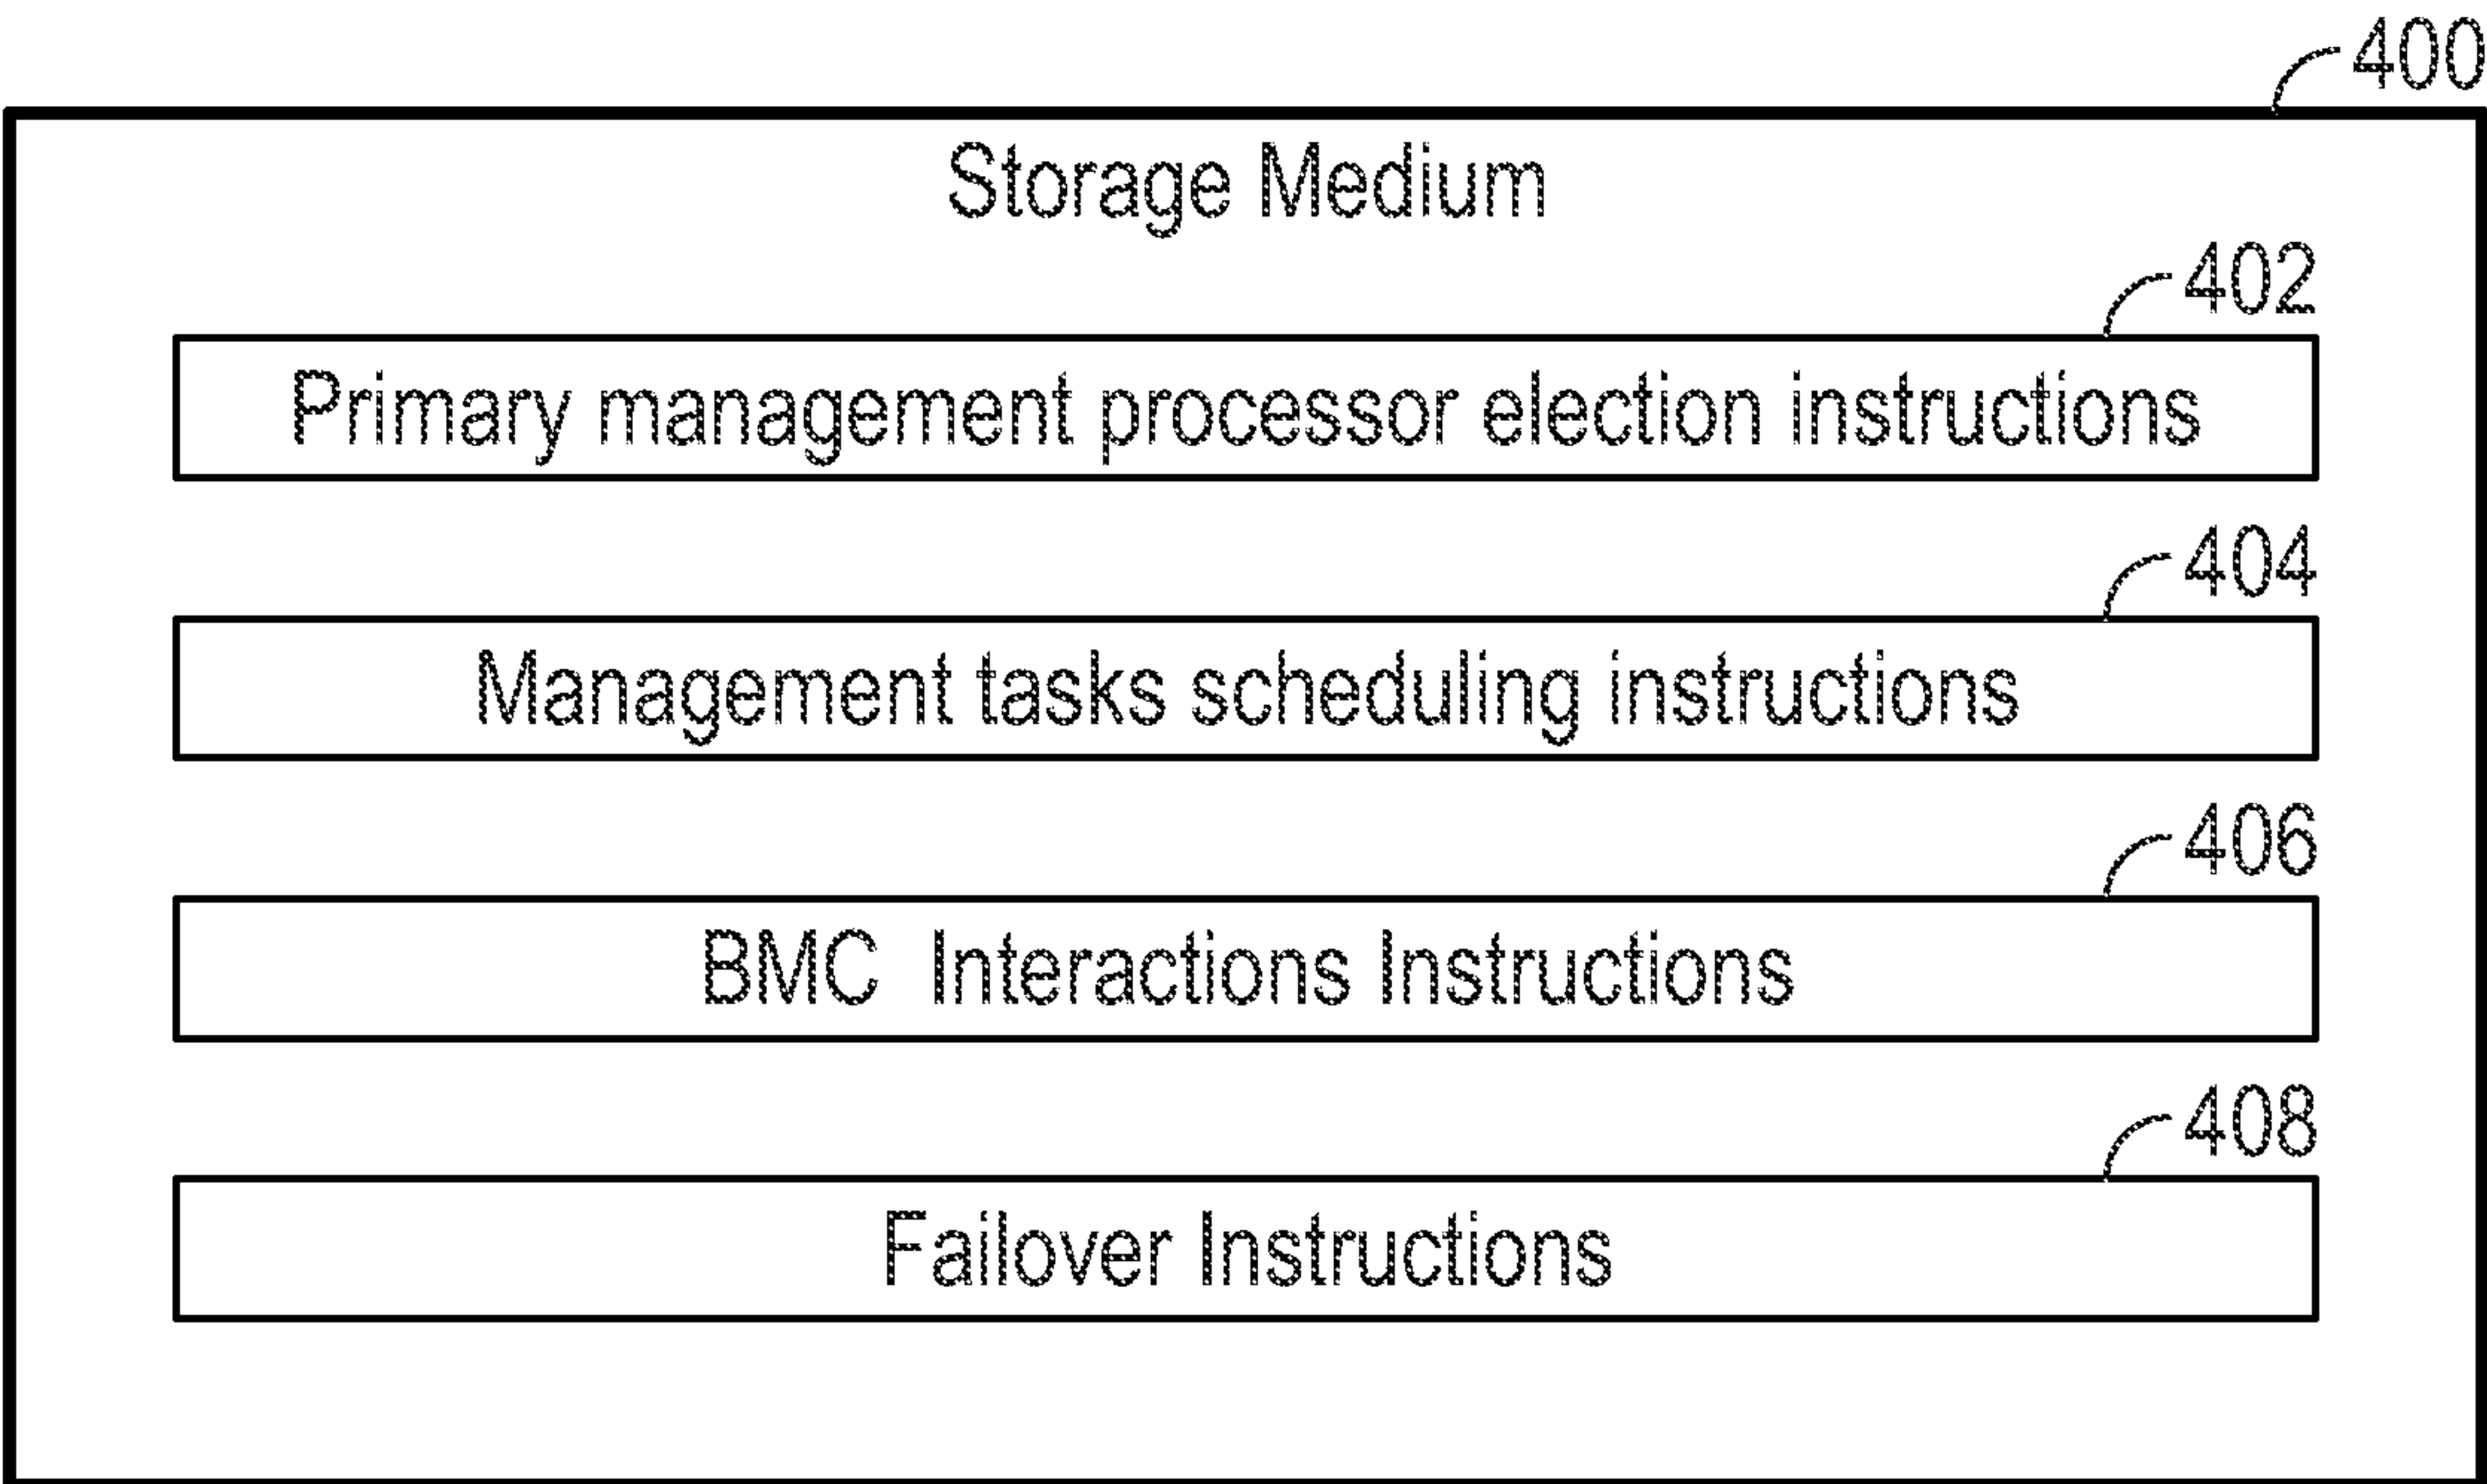 400
Storage Medium
402
Primary management processor election instructions
404
Management tasks scheduling instructions
406
BMC  Interactions Instructions
408
Failover Instructions